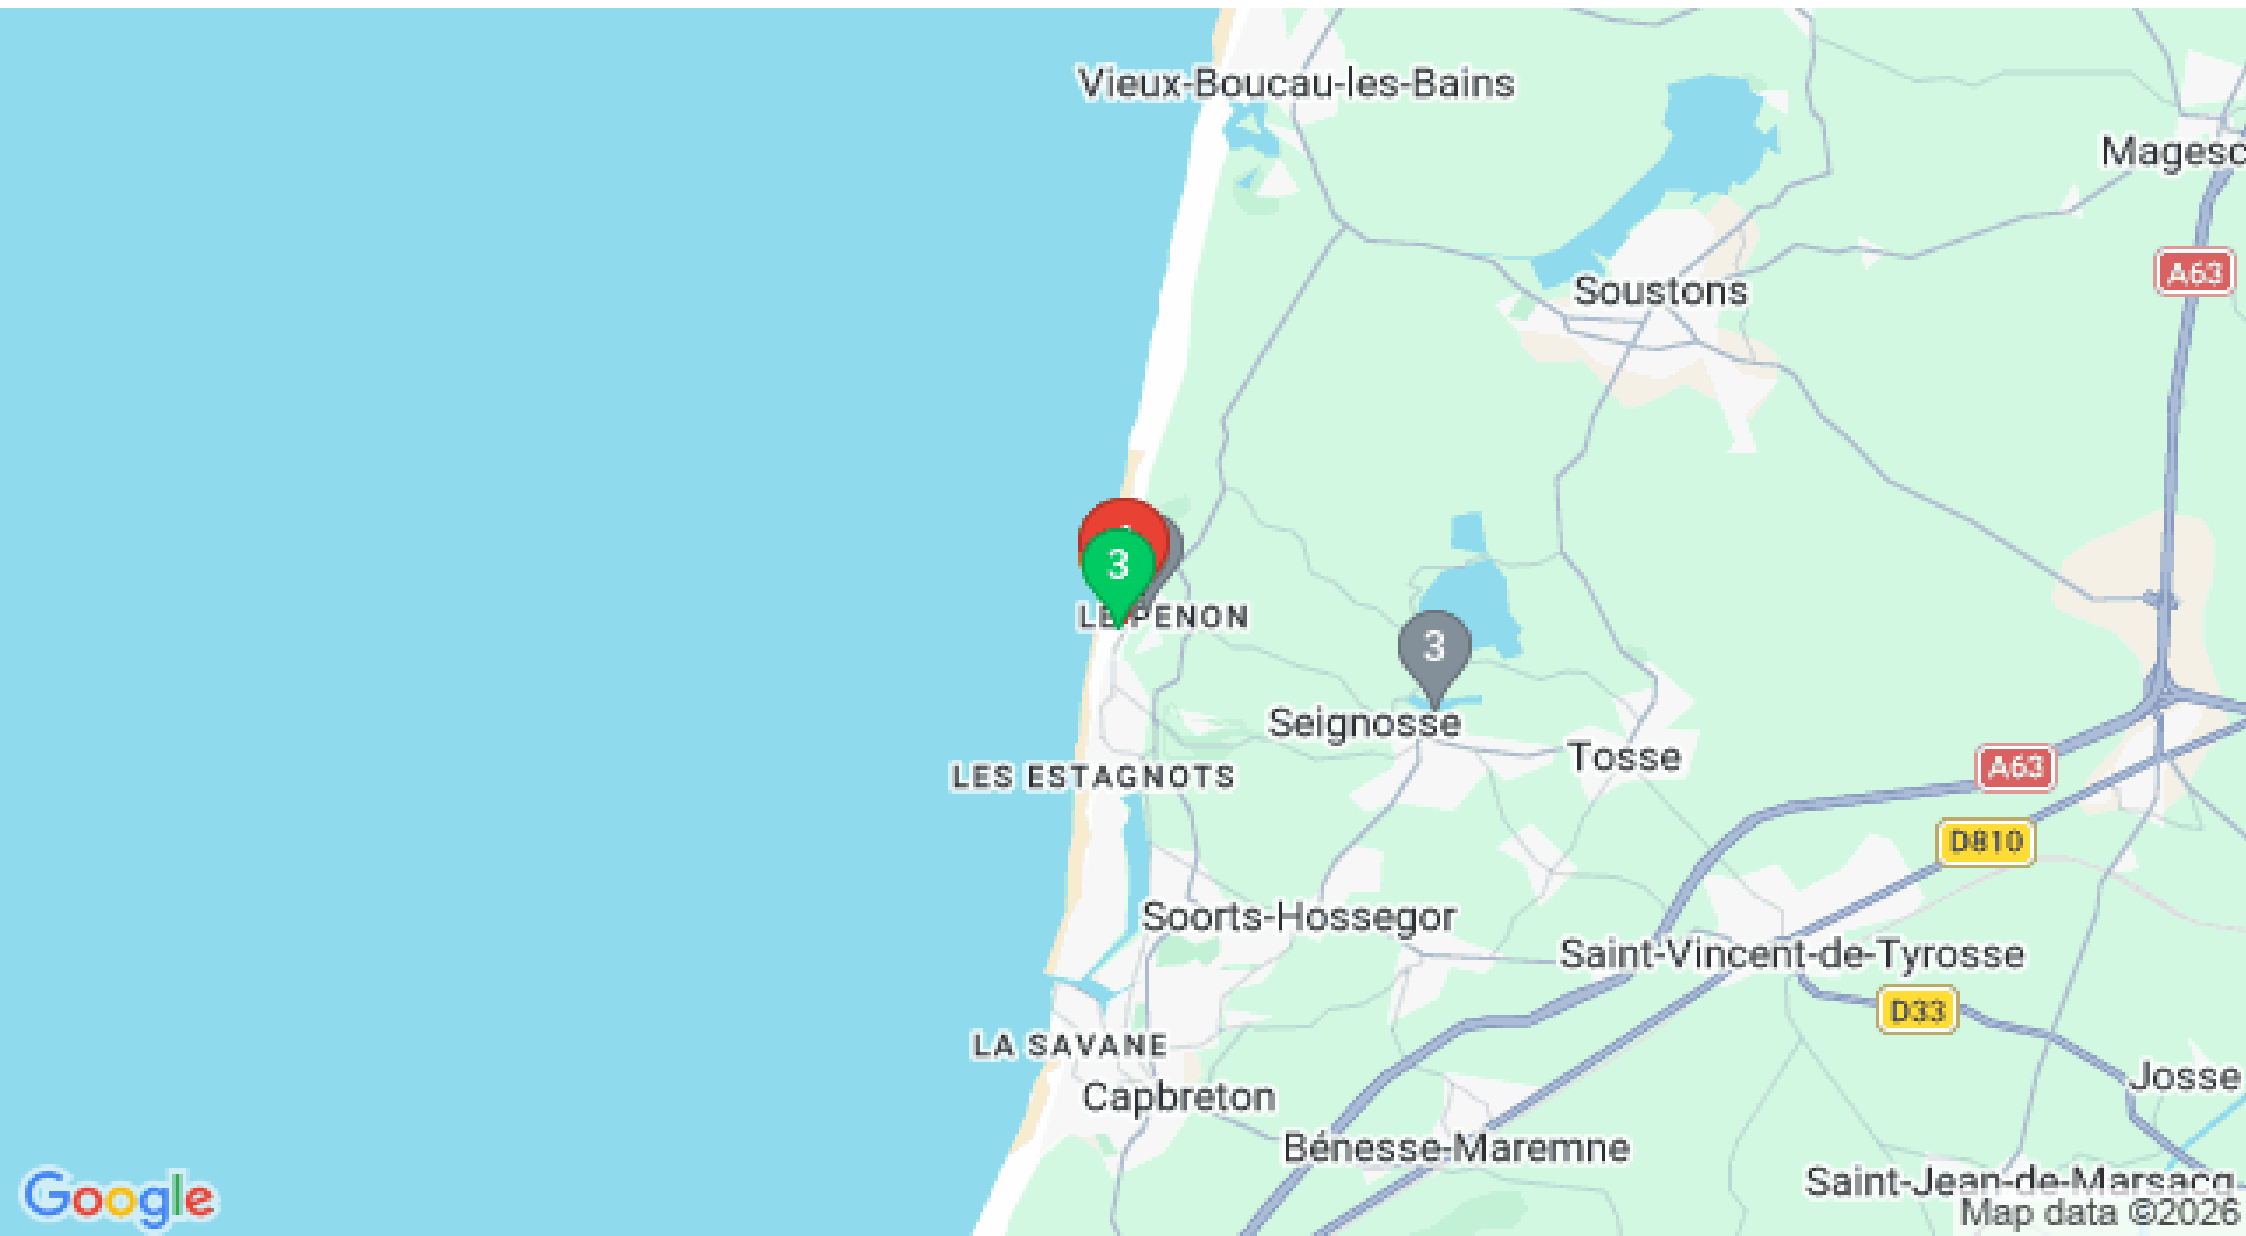 Vieux-Boucau-les-Bains
Magesc
A63
Soustons
3
LE PENON
3
Seignosse
Tosse
LES ESTAGNOTS
A63
D810
Soorts-Hossegor
Saint-Vincent-de-Tyrosse
D33
LA SAVANE
Josse
Capbreton
Bénesse-Maremne
Saint-Jean-de-Marsacq
Google
Map data ©2026